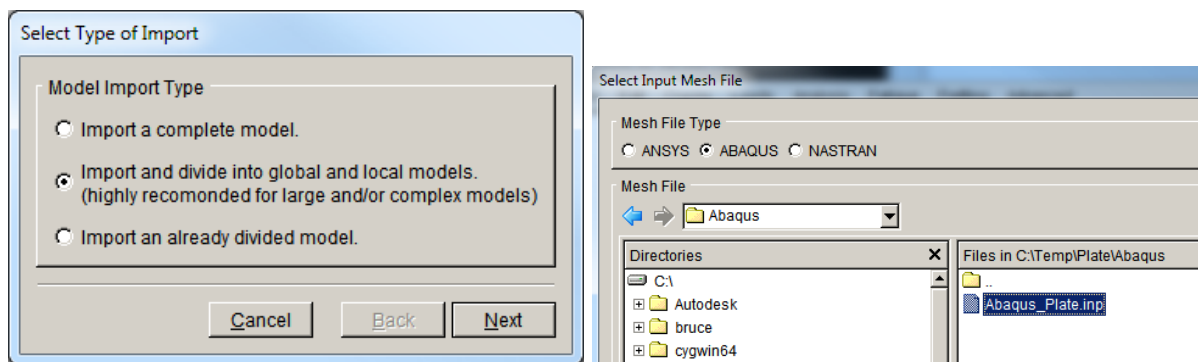 Select Type of Import
Model Import Type
Import a complete model.
Import and divide into global and local models.
(highly recomonded for large and/or complex models)
Import an already divided model.
Cancel
Back
Next
Select Input Mesh File
Mesh File Type
ANSYS
ABAQUS
NASTRAN
Mesh File
Abaqus
Directories
Files in C:\Temp\Plate\Abaqus
C:\
..
Autodesk
Abaqus_Plate.inp
bruce
cygwin64